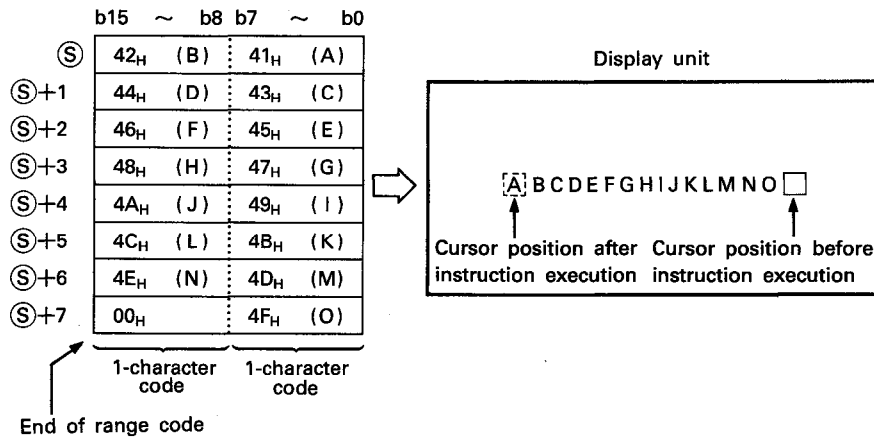 b15 ~ b8 b7 ~ b0
Ⓢ 42H (B) 41H (A)
Ⓢ+1 44H (D) 43H (C)
Ⓢ+2 46H (F) 45H (E)
Ⓢ+3 48H (H) 47H (G)
Ⓢ+4 4AH (J) 49H (I)
Ⓢ+5 4CH (L) 4BH (K)
Ⓢ+6 4EH (N) 4DH (M)
Ⓢ+7 00H 4FH (O)
1-character
code
1-character
code
End of range code
Display unit
A B C D E F G H I J K L M N O
Cursor position after
instruction execution
Cursor position before
instruction execution